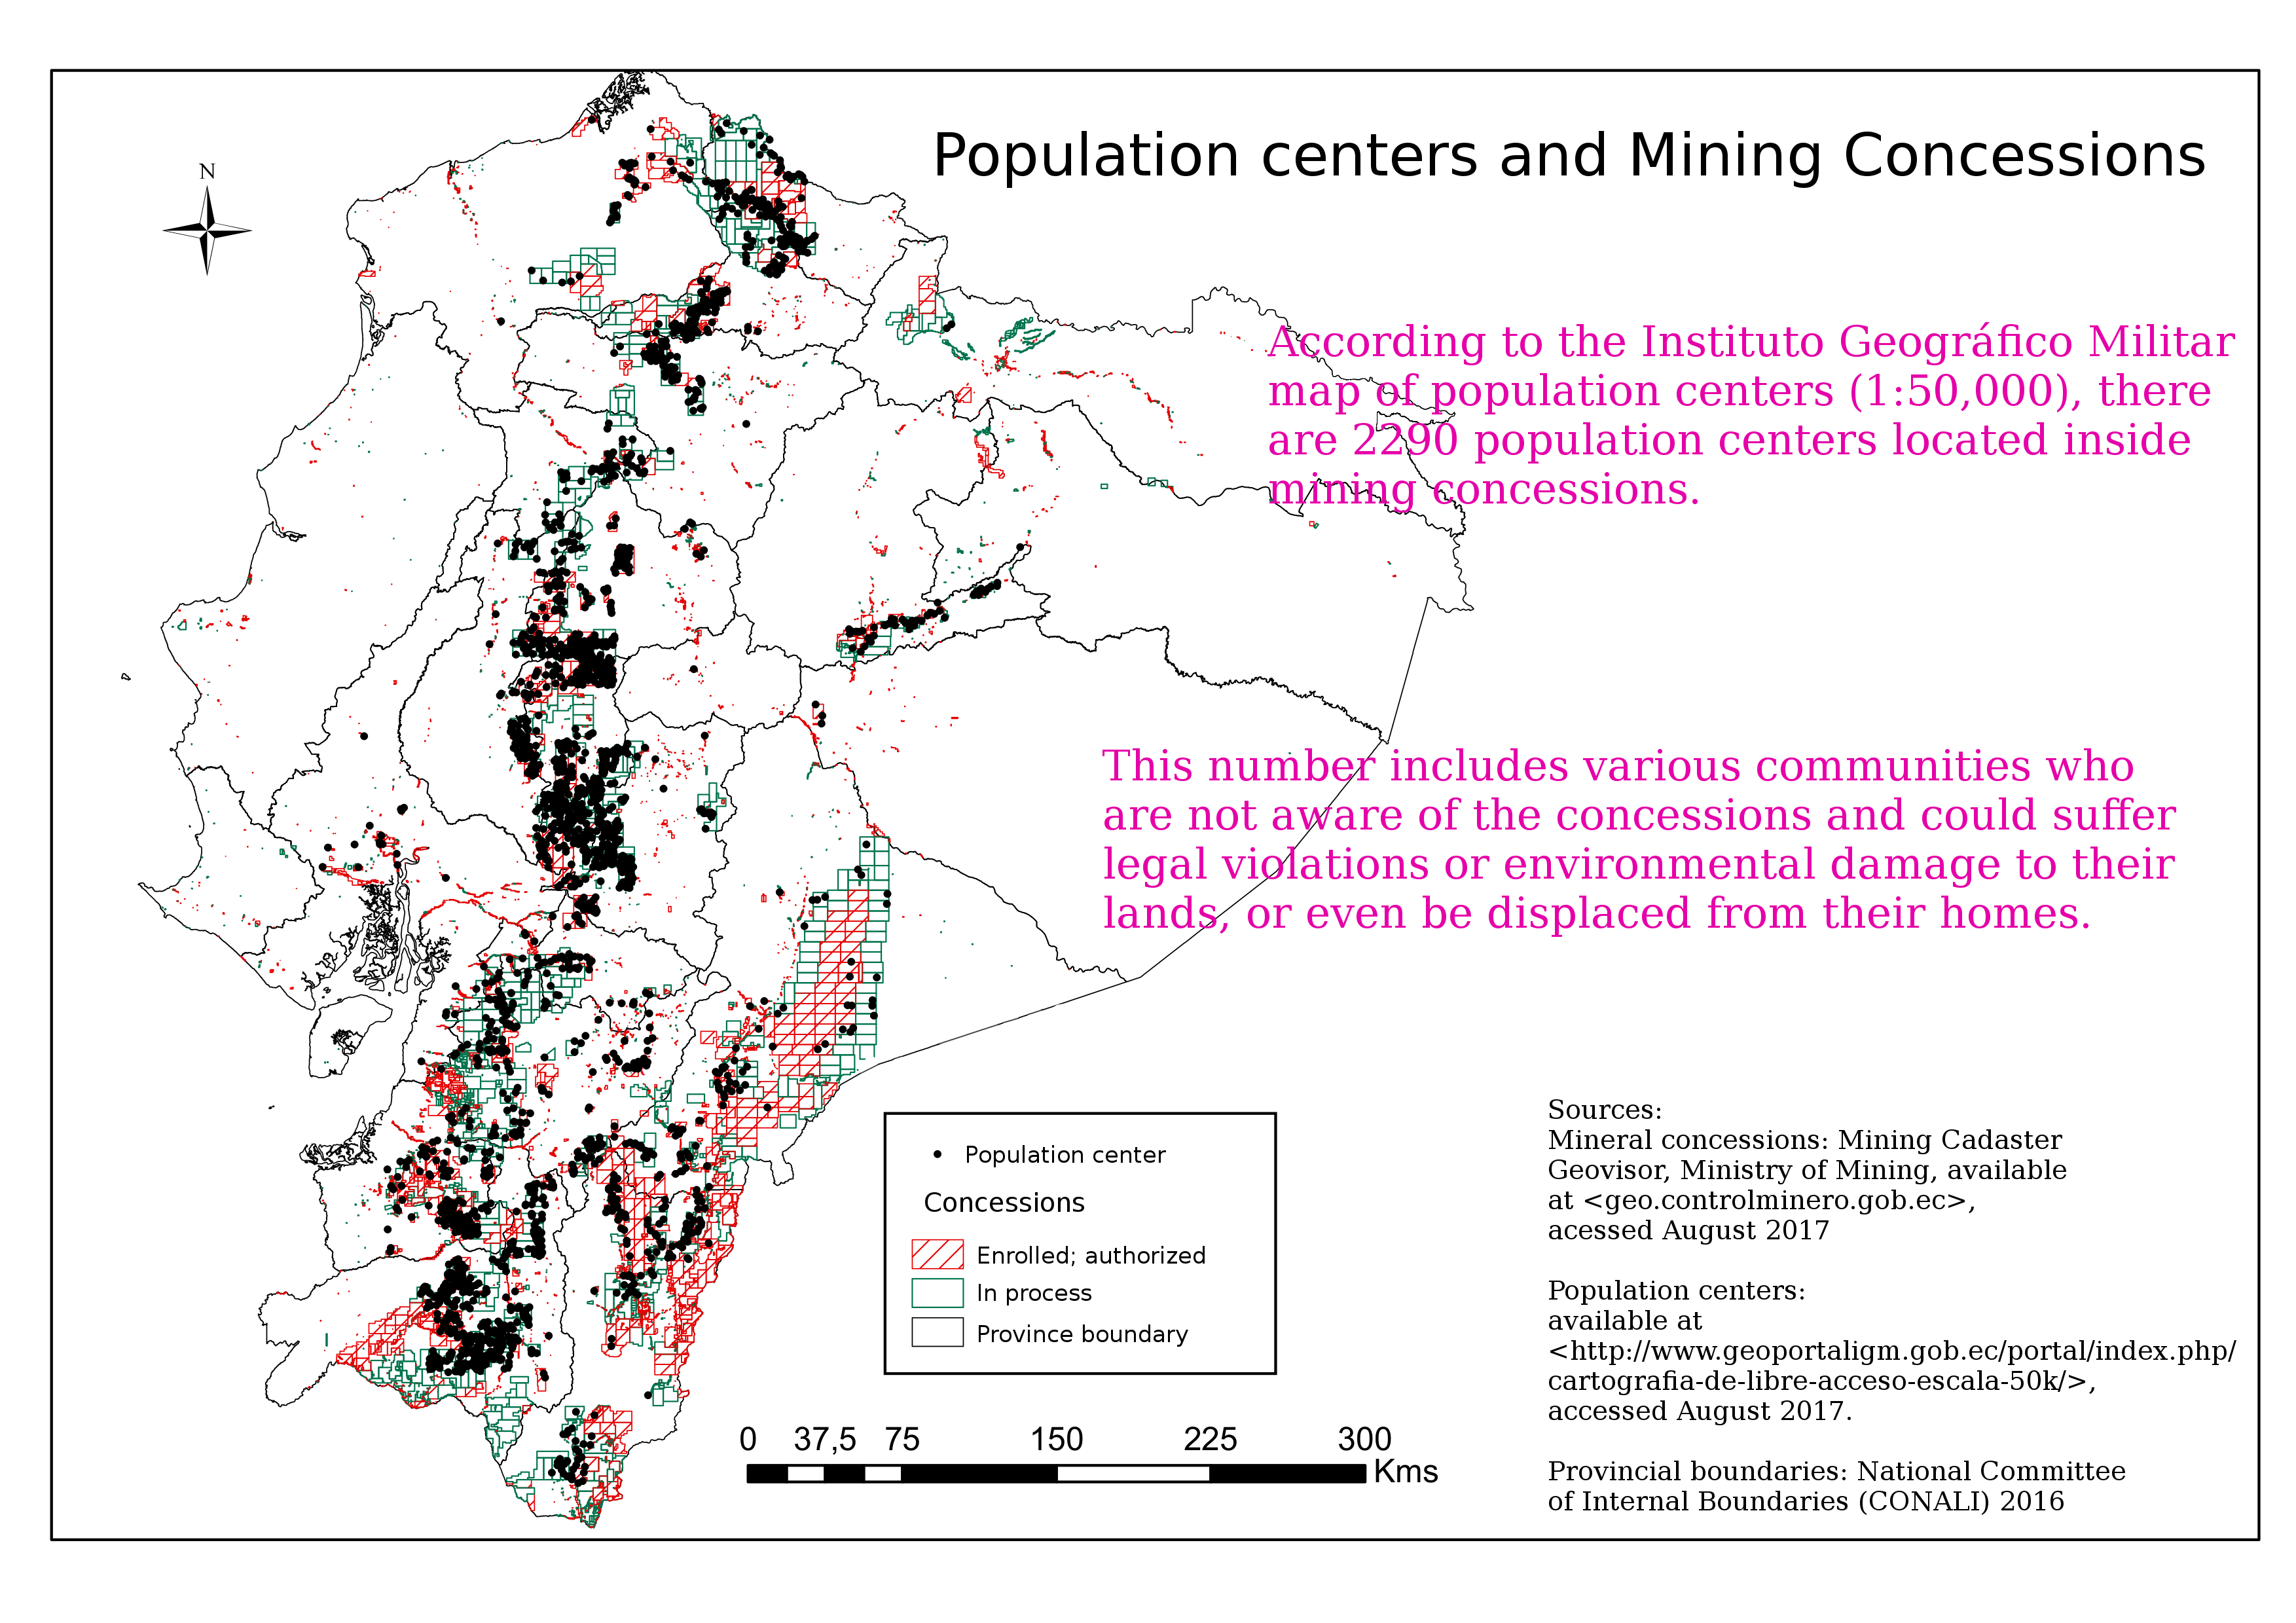 Population centers and Mining Concessions
N
According to the Instituto Geográfico Militar
map of population centers (1:50,000), there
are 2290 population centers located inside
mining concessions.
This number includes various communities who
are not aware of the concessions and could suffer
legal violations or environmental damage to their
lands, or even be displaced from their homes.
Population center
Concessions
Enrolled; authorized
In process
Province boundary
0 37,5 75 150 225 300
Kms
Sources:
Mineral concessions: Mining Cadaster
Geovisor, Ministry of Mining, available
at <geo.controlminero.gob.ec>,
acessed August 2017
Population centers:
available at
<http://www.geoportaligm.gob.ec/portal/index.php/
cartografia-de-libre-acceso-escala-50k/>,
accessed August 2017.
Provincial boundaries: National Committee
of Internal Boundaries (CONALI) 2016